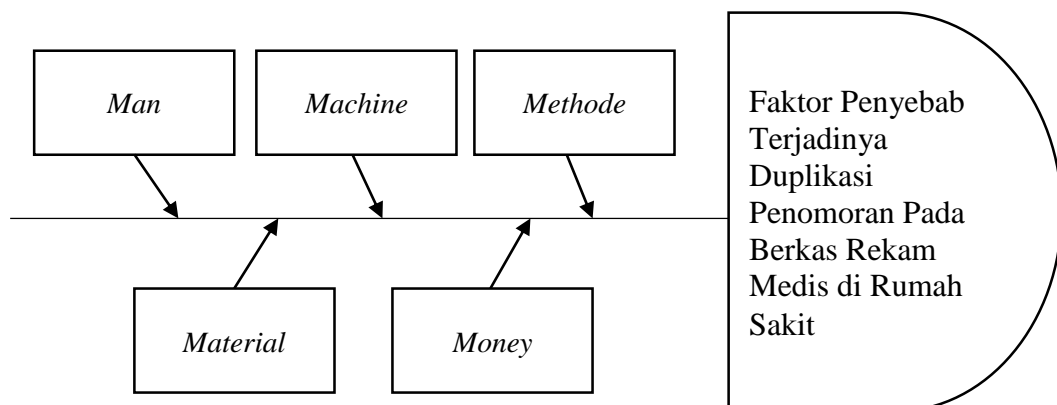 Man
Machine
Methode
Faktor Penyebab
Terjadinya
Duplikasi
Penomoran Pada
Berkas Rekam
Medis di Rumah
Sakit
Material
Money